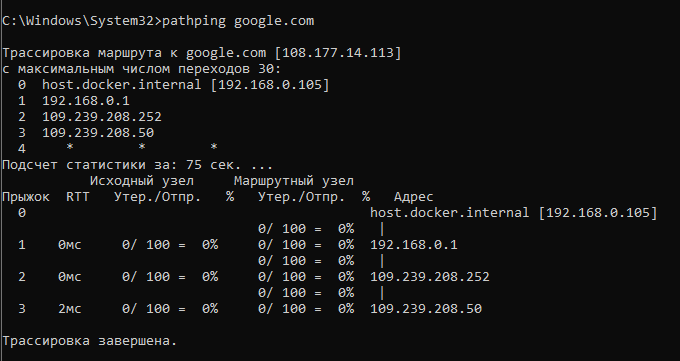 C:\Windows\System32>pathping google.com
Трассировка маршрута к google.com [108.177.14.113]
с максимальным числом переходов 30:
0 host.docker.internal [192.168.0.105]
1 192.168.0.1
2 109.239.208.252
3 109.239.208.50
4 * * *
Подсчет статистики за: 75 сек. ...
Исходный узел Маршрутный узел
Прыжок RTT Утер./Отпр. % Утер./Отпр. % Адрес
0 host.docker.internal [192.168.0.105]
0/ 100 = 0% |
1 0мс 0/ 100 = 0% 0/ 100 = 0% 192.168.0.1
0/ 100 = 0% |
2 0мс 0/ 100 = 0% 0/ 100 = 0% 109.239.208.252
0/ 100 = 0% |
3 2мс 0/ 100 = 0% 0/ 100 = 0% 109.239.208.50
Трассировка завершена.